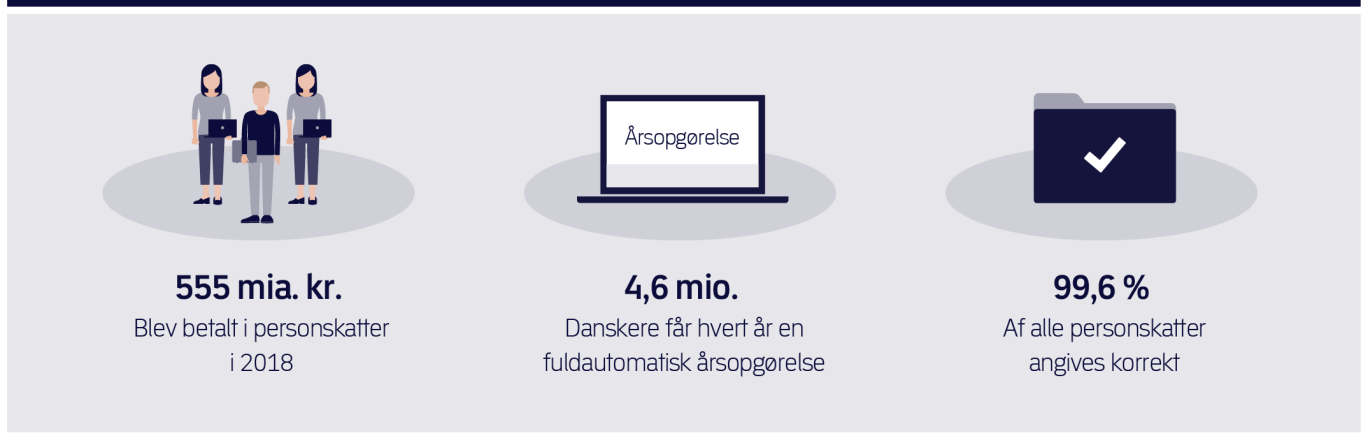 Årsopgørelse
555 mia. kr.
Blev betalt i personskatter
i 2018
4,6 mio.
Danskere får hvert år en
fuldautomatisk årsopgørelse
99,6 %
Af alle personskatter
angives korrekt